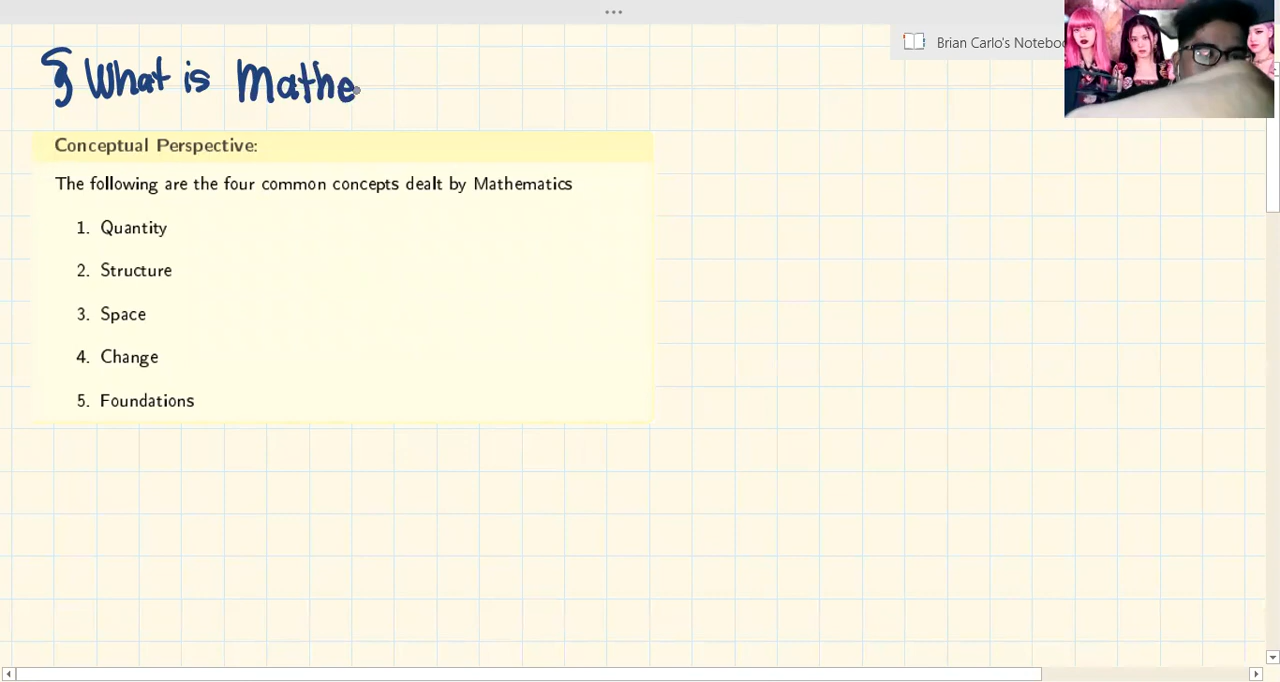 Brian Carlo's Noteboo
§ What is Mathe
Conceptual Perspective:
The following are the four common concepts dealt by Mathematics
1. Quantity
2. Structure
3. Space
4. Change
5. Foundations